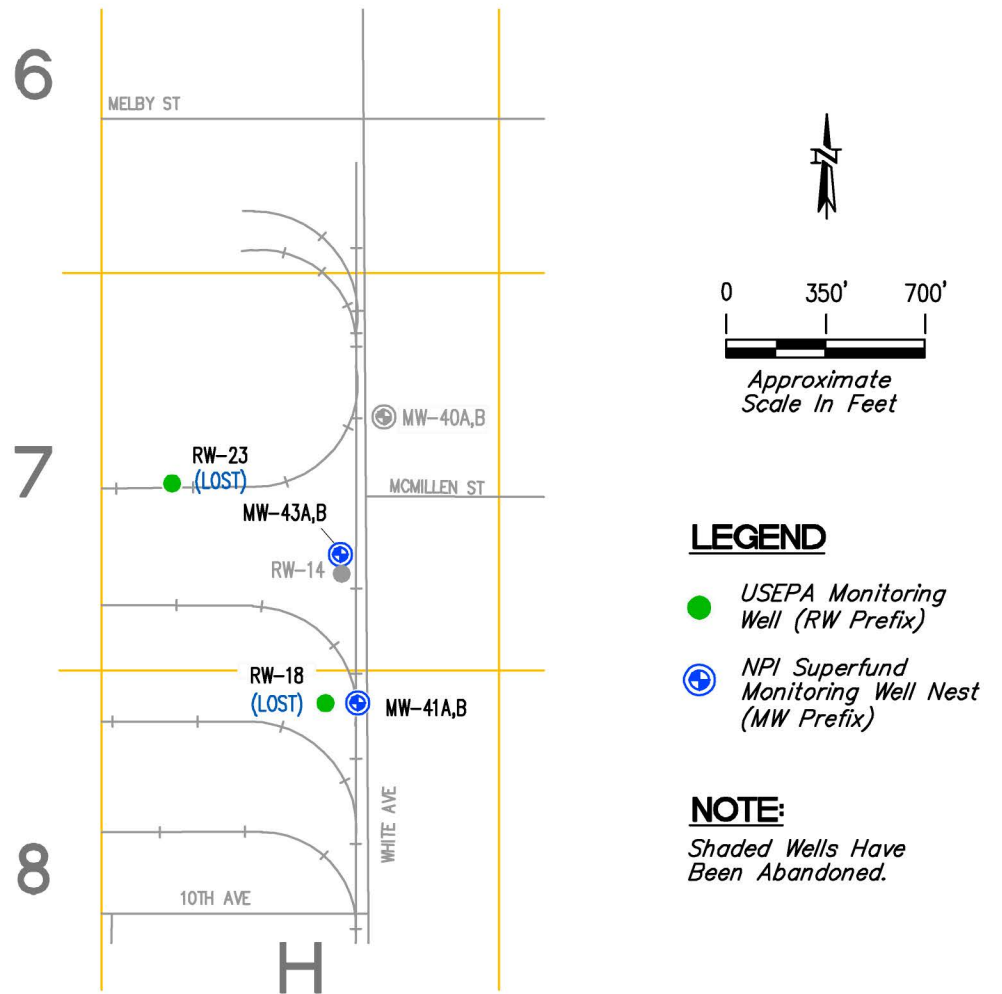 6
MELBY ST
N
0 350' 700'
Approximate
Scale In Feet
MW-40A,B
7
RW-23
(LOST)
MCMILLEN ST
MW-43A,B
RW-14
LEGEND
USEPA Monitoring
Well (RW Prefix)
NPI Superfund
Monitoring Well Nest
(MW Prefix)
RW-18
(LOST)
MW-41A,B
WHITE AVE
NOTE:
Shaded Wells Have
Been Abandoned.
8
10TH AVE
H